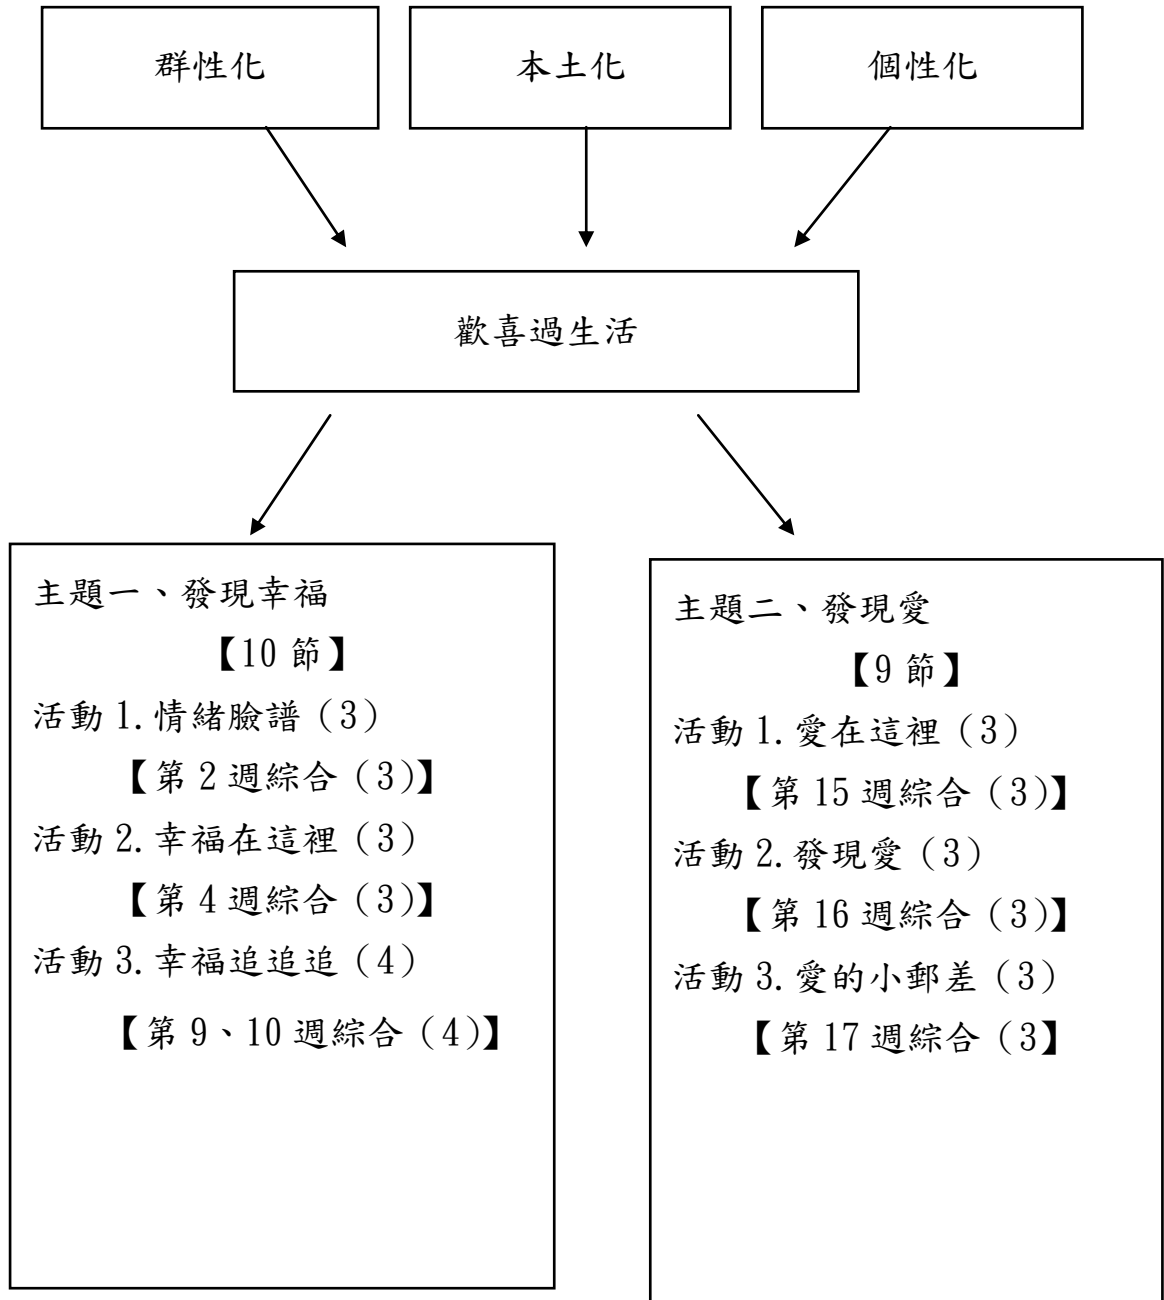 群性化
本土化
個性化
歡喜過生活
主題一、發現幸福
【10 節】
活動 1.情緒臉譜（3）
【第 2 週綜合（3）】
活動 2.幸福在這裡（3）
【第 4 週綜合（3）】
活動 3.幸福追追追（4）
【第 9、10 週綜合（4）】
主題二、發現愛
【9 節】
活動 1.愛在這裡（3）
【第 15 週綜合（3）】
活動 2.發現愛（3）
【第 16 週綜合（3）】
活動 3.愛的小郵差（3）
【第 17 週綜合（3】